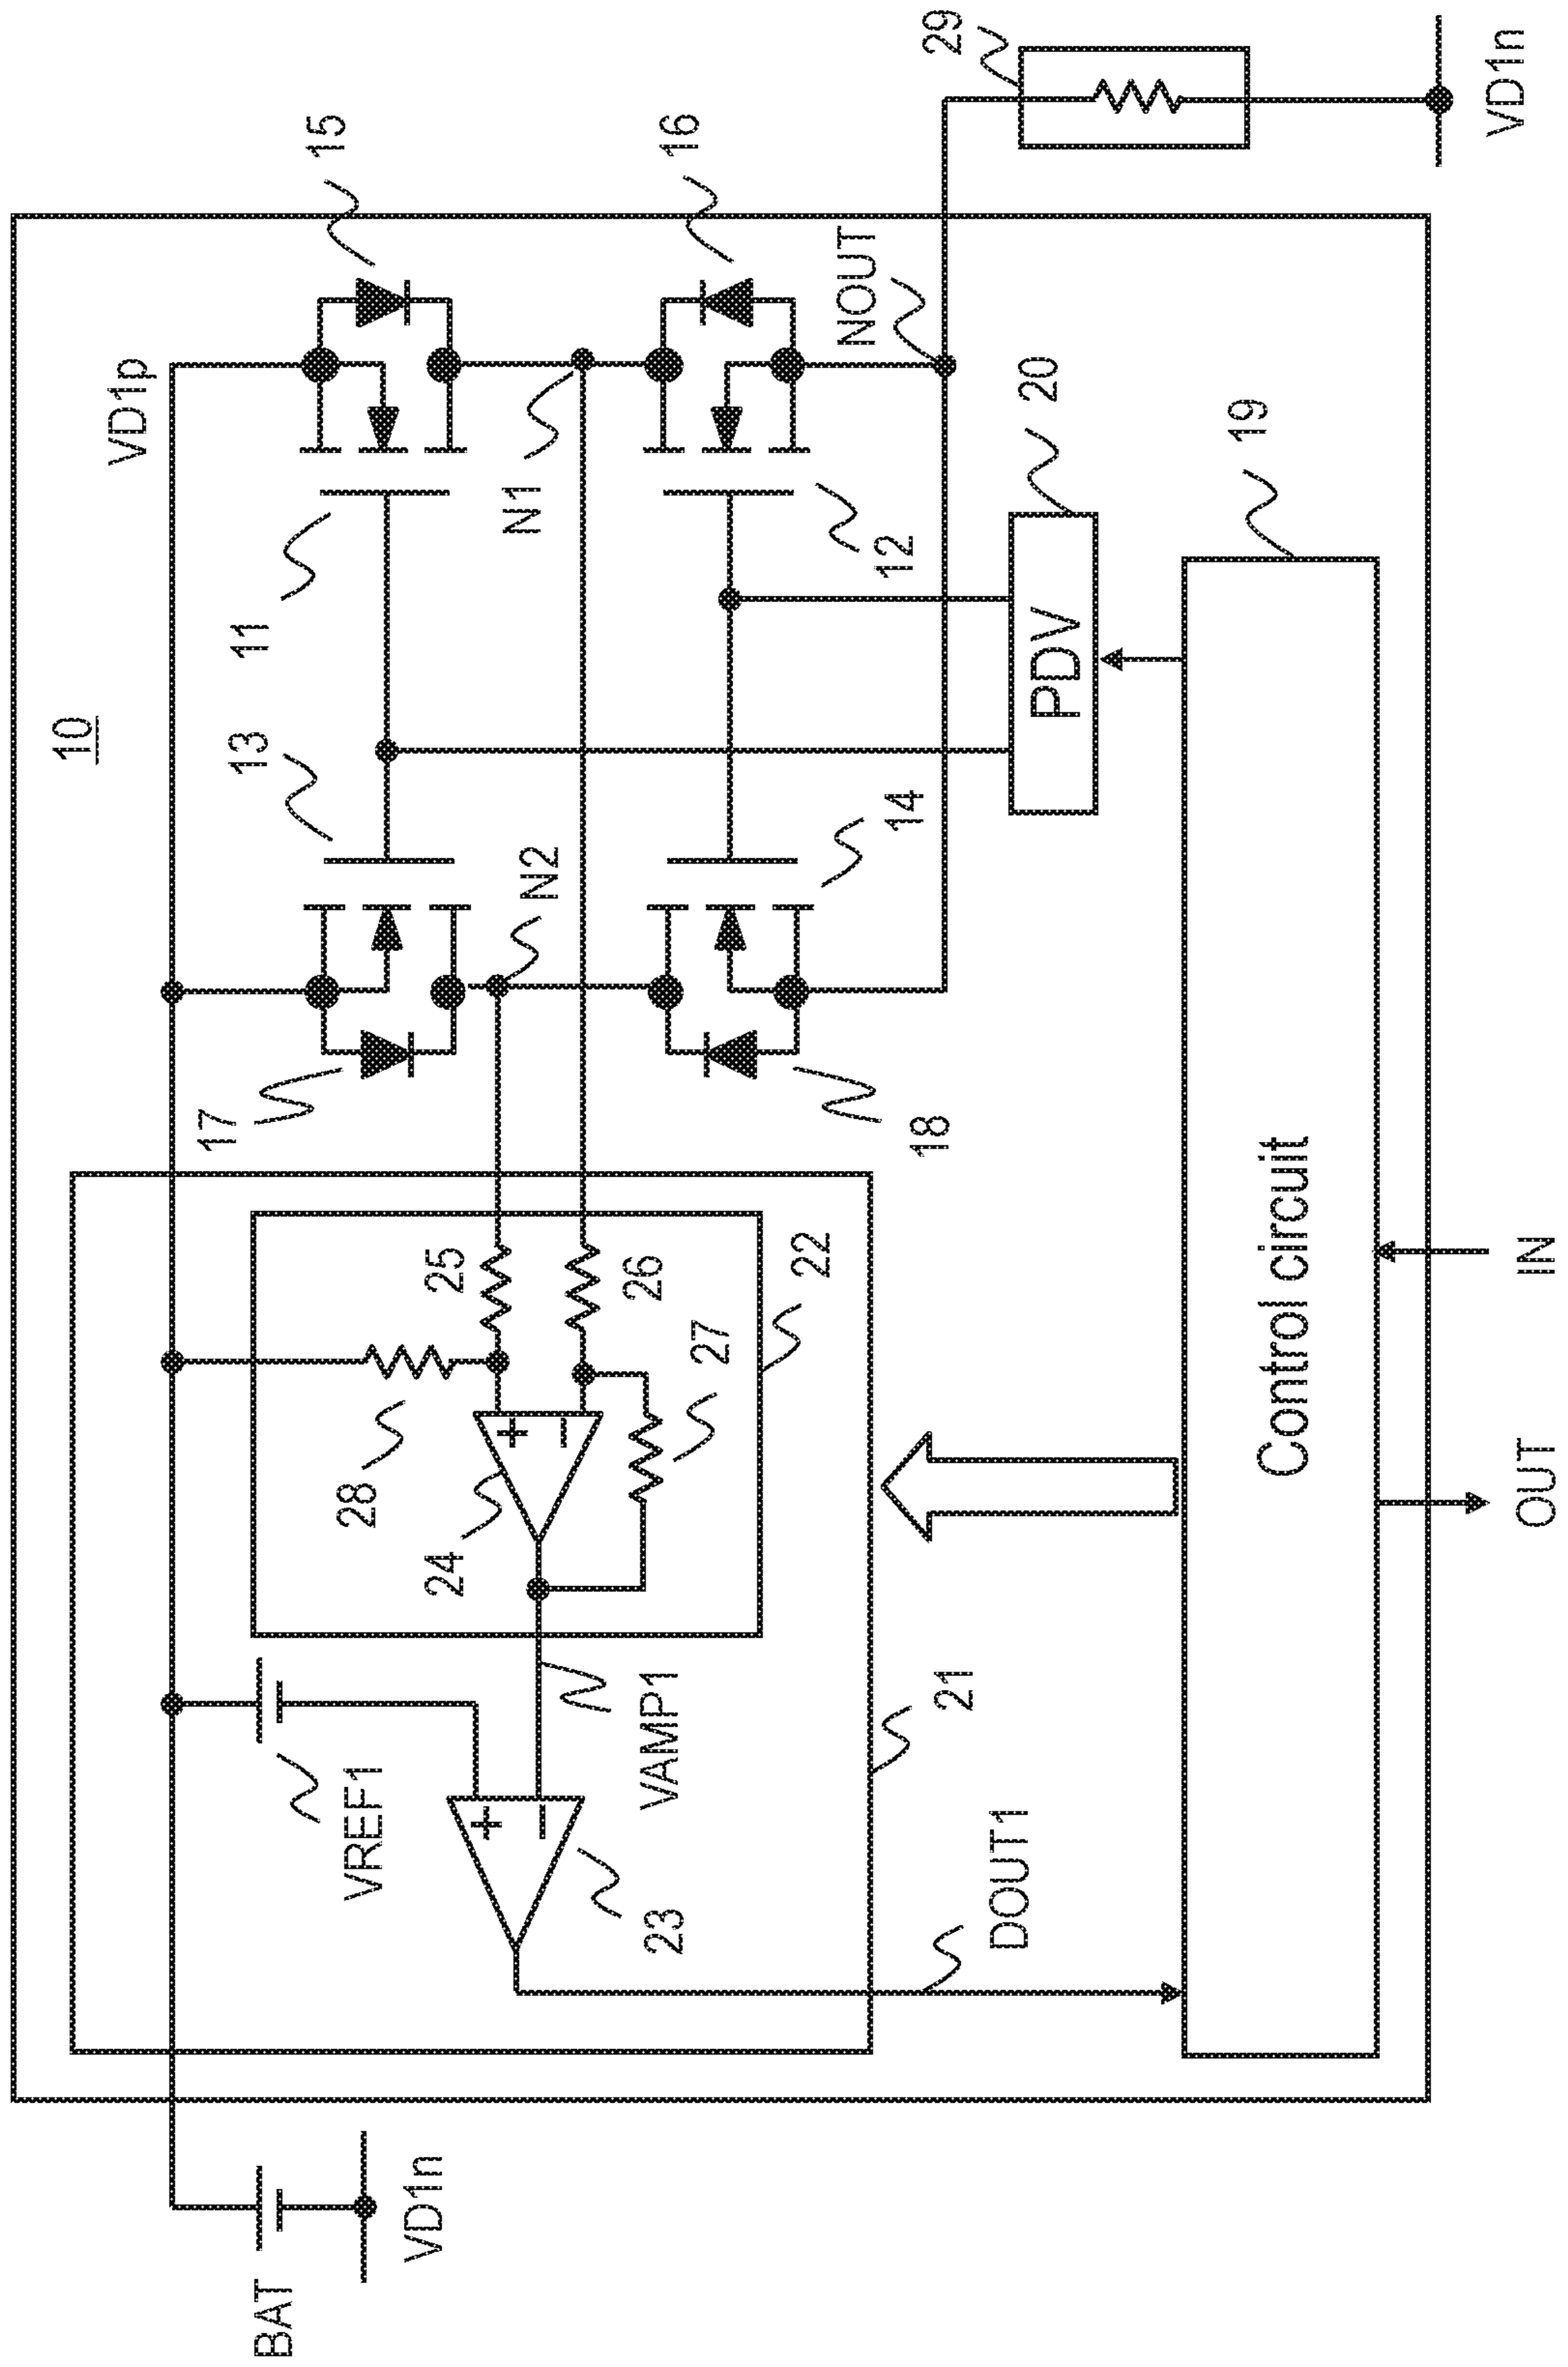 10
BAT
VD1n
VD1p
15
11
13
17
16
N1
N2
12
14
18
NOUT
29
VD1n
20
PDV
19
25
26
28
24
27
22
VREF1
23
VAMP1
21
DOUT1
+
−
+
−
Control circuit
OUT
IN